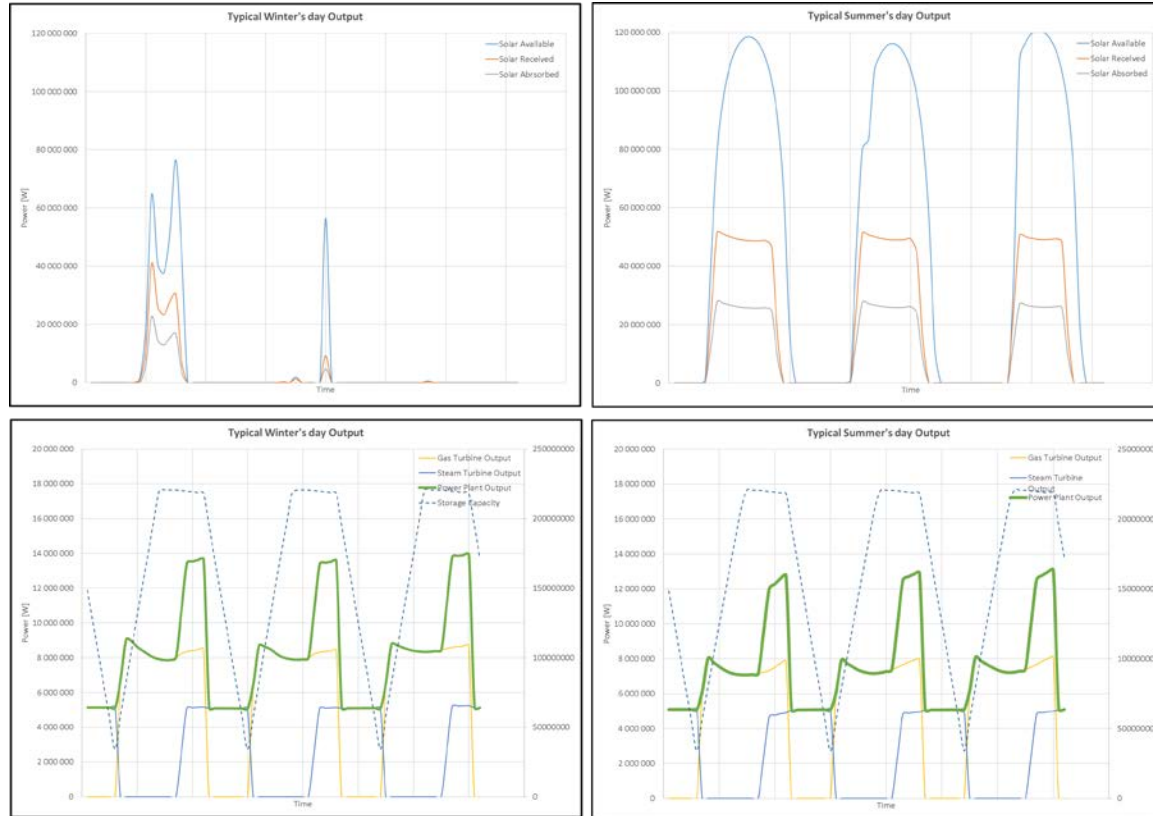 Typical Winter's day Output
120 000 000
100 000 000
80 000 000
60 000 000
40 000 000
20 000 000
0
Power [W]
Time
Solar Available
Solar Received
Solar Abrsorbed
Typical Summer's day Output
120 000 000
100 000 000
80 000 000
60 000 000
40 000 000
20 000 000
0
Power [W]
Time
Solar Available
Solar Received
Solar Absorbed
Typical Winter's day Output
20 000 000
18 000 000
16 000 000
14 000 000
12 000 000
10 000 000
8 000 000
6 000 000
4 000 000
2 000 000
0
Power [W]
Time
Gas Turbine Output
Steam Turbine Output
Power Plant Output
Storage Capacity
250000000
200000000
150000000
100000000
50000000
0
Typical Summer's day Output
20 000 000
18 000 000
16 000 000
14 000 000
12 000 000
10 000 000
8 000 000
6 000 000
4 000 000
2 000 000
0
Power [W]
Time
Gas Turbine Output
Steam Turbine
Output
Power Plant Output
250000000
200000000
150000000
100000000
50000000
0